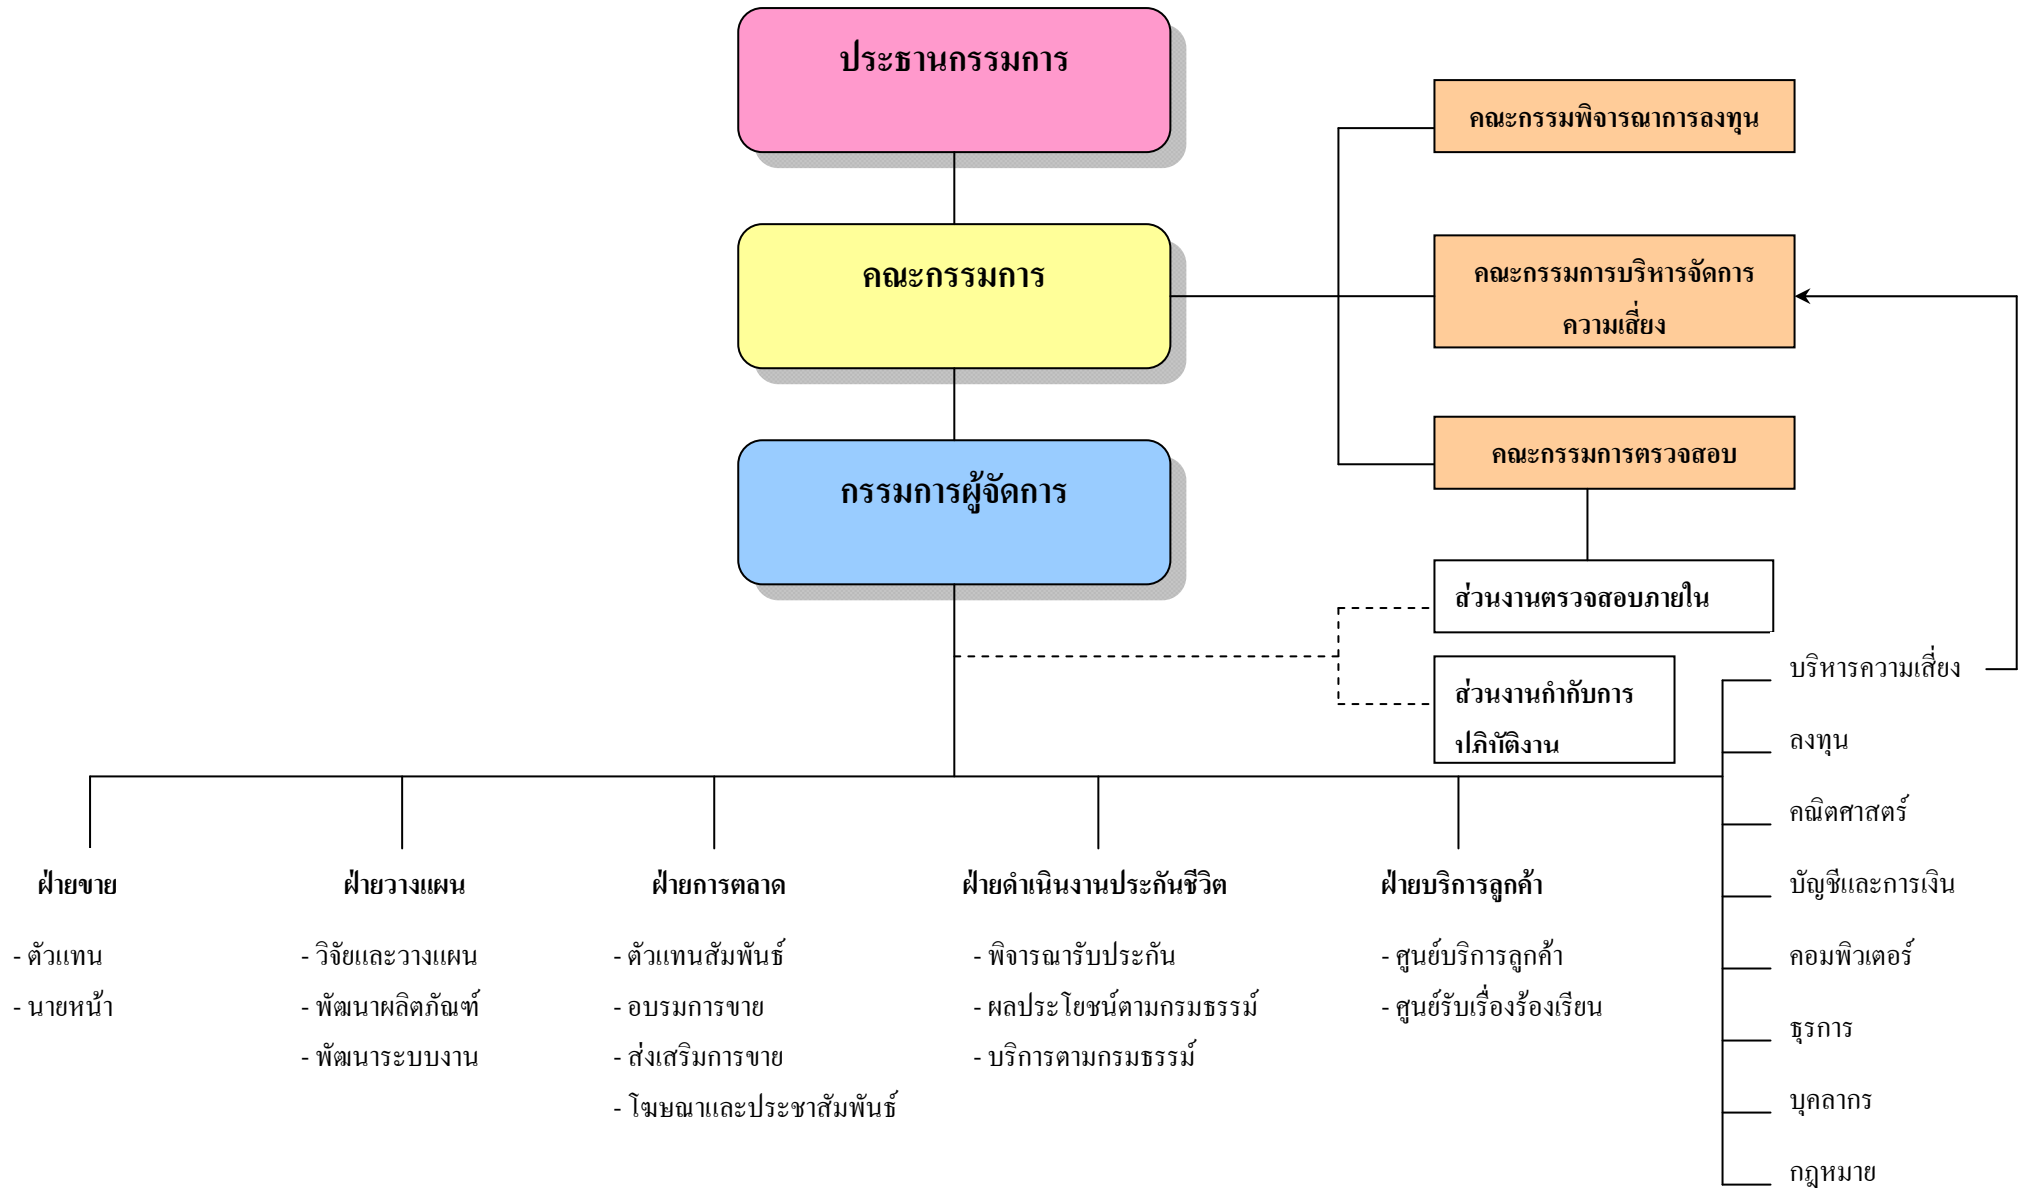 ประธานกรรมการ
คณะกรรมพิจารณาการลงทุน
คณะกรรมการ
คณะกรรมการบริหารจัดการ
ความเสี่ยง
คณะกรรมการตรวจสอบ
กรรมการผู้จัดการ
ส่วนงานตรวจสอบภายใน
ส่วนงานกำกับการ
ปฏิบัติงาน
บริหารความเสี่ยง
ลงทุน
คณิตศาสตร์
บัญชีและการเงิน
คอมพิวเตอร์
ธุรการ
บุคลากร
กฎหมาย
ฝ่ายขาย
- ตัวแทน
- นายหน้า
ฝ่ายวางแผน
- วิจัยและวางแผน
- พัฒนาผลิตภัณฑ์
- พัฒนาระบบงาน
ฝ่ายการตลาด
- ตัวแทนสัมพันธ์
- อบรมการขาย
- ส่งเสริมการขาย
- โฆษณาและประชาสัมพันธ์
ฝ่ายดำเนินงานประกันชีวิต
- พิจารณารับประกัน
- ผลประโยชน์ตามกรมธรรม์
- บริการตามกรมธรรม์
ฝ่ายบริการลูกค้า
- ศูนย์บริการลูกค้า
- ศูนย์รับเรื่องร้องเรียน